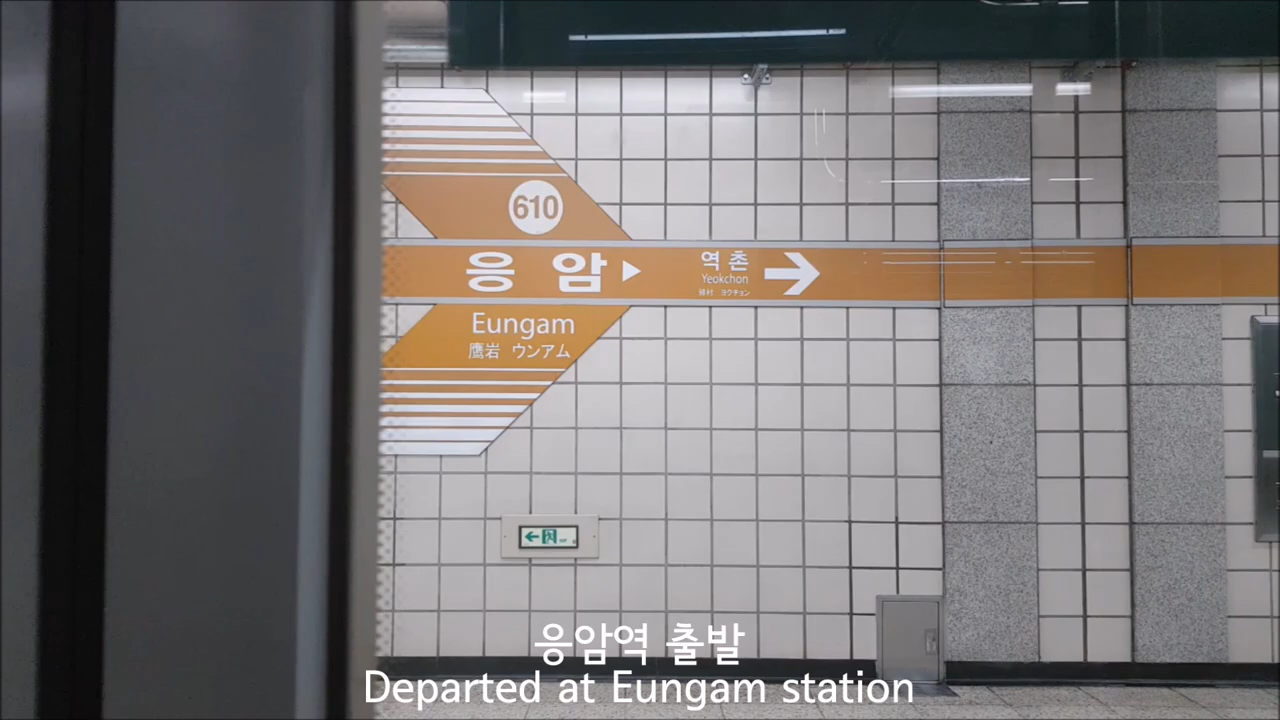 610
응암
역촌
Yeokchon
驛村 ヨクチョン
Eungam
鷹岩 ウンアム
응암역 출발
Departed at Eungam station